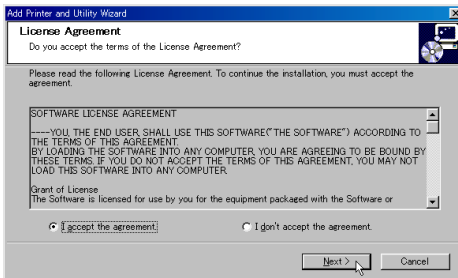 Add Printer and Utility Wizard
License Agreement
Do you accept the terms of the License Agreement?
Please read the following License Agreement. To continue the installation, you must accept the
agreement.
SOFTWARE LICENSE AGREEMENT
----YOU, THE END USER, SHALL USE THIS SOFTWARE("THE SOFTWARE") ACCORDING TO
THE TERMS OF THIS AGREEMENT.
BY LOADING THE SOFTWARE INTO ANY COMPUTER, YOU ARE AGREEING TO BE BOUND BY
THESE TERMS. IF YOU DO NOT ACCEPT THE TERMS OF THIS AGREEMENT, YOU MAY NOT
LOAD THIS SOFTWARE INTO ANY COMPUTER.
Grant of License
The Software is licensed for use by you for the equipment packaged with the Software or
I accept the agreement.
I don't accept the agreement.
Next >
Cancel